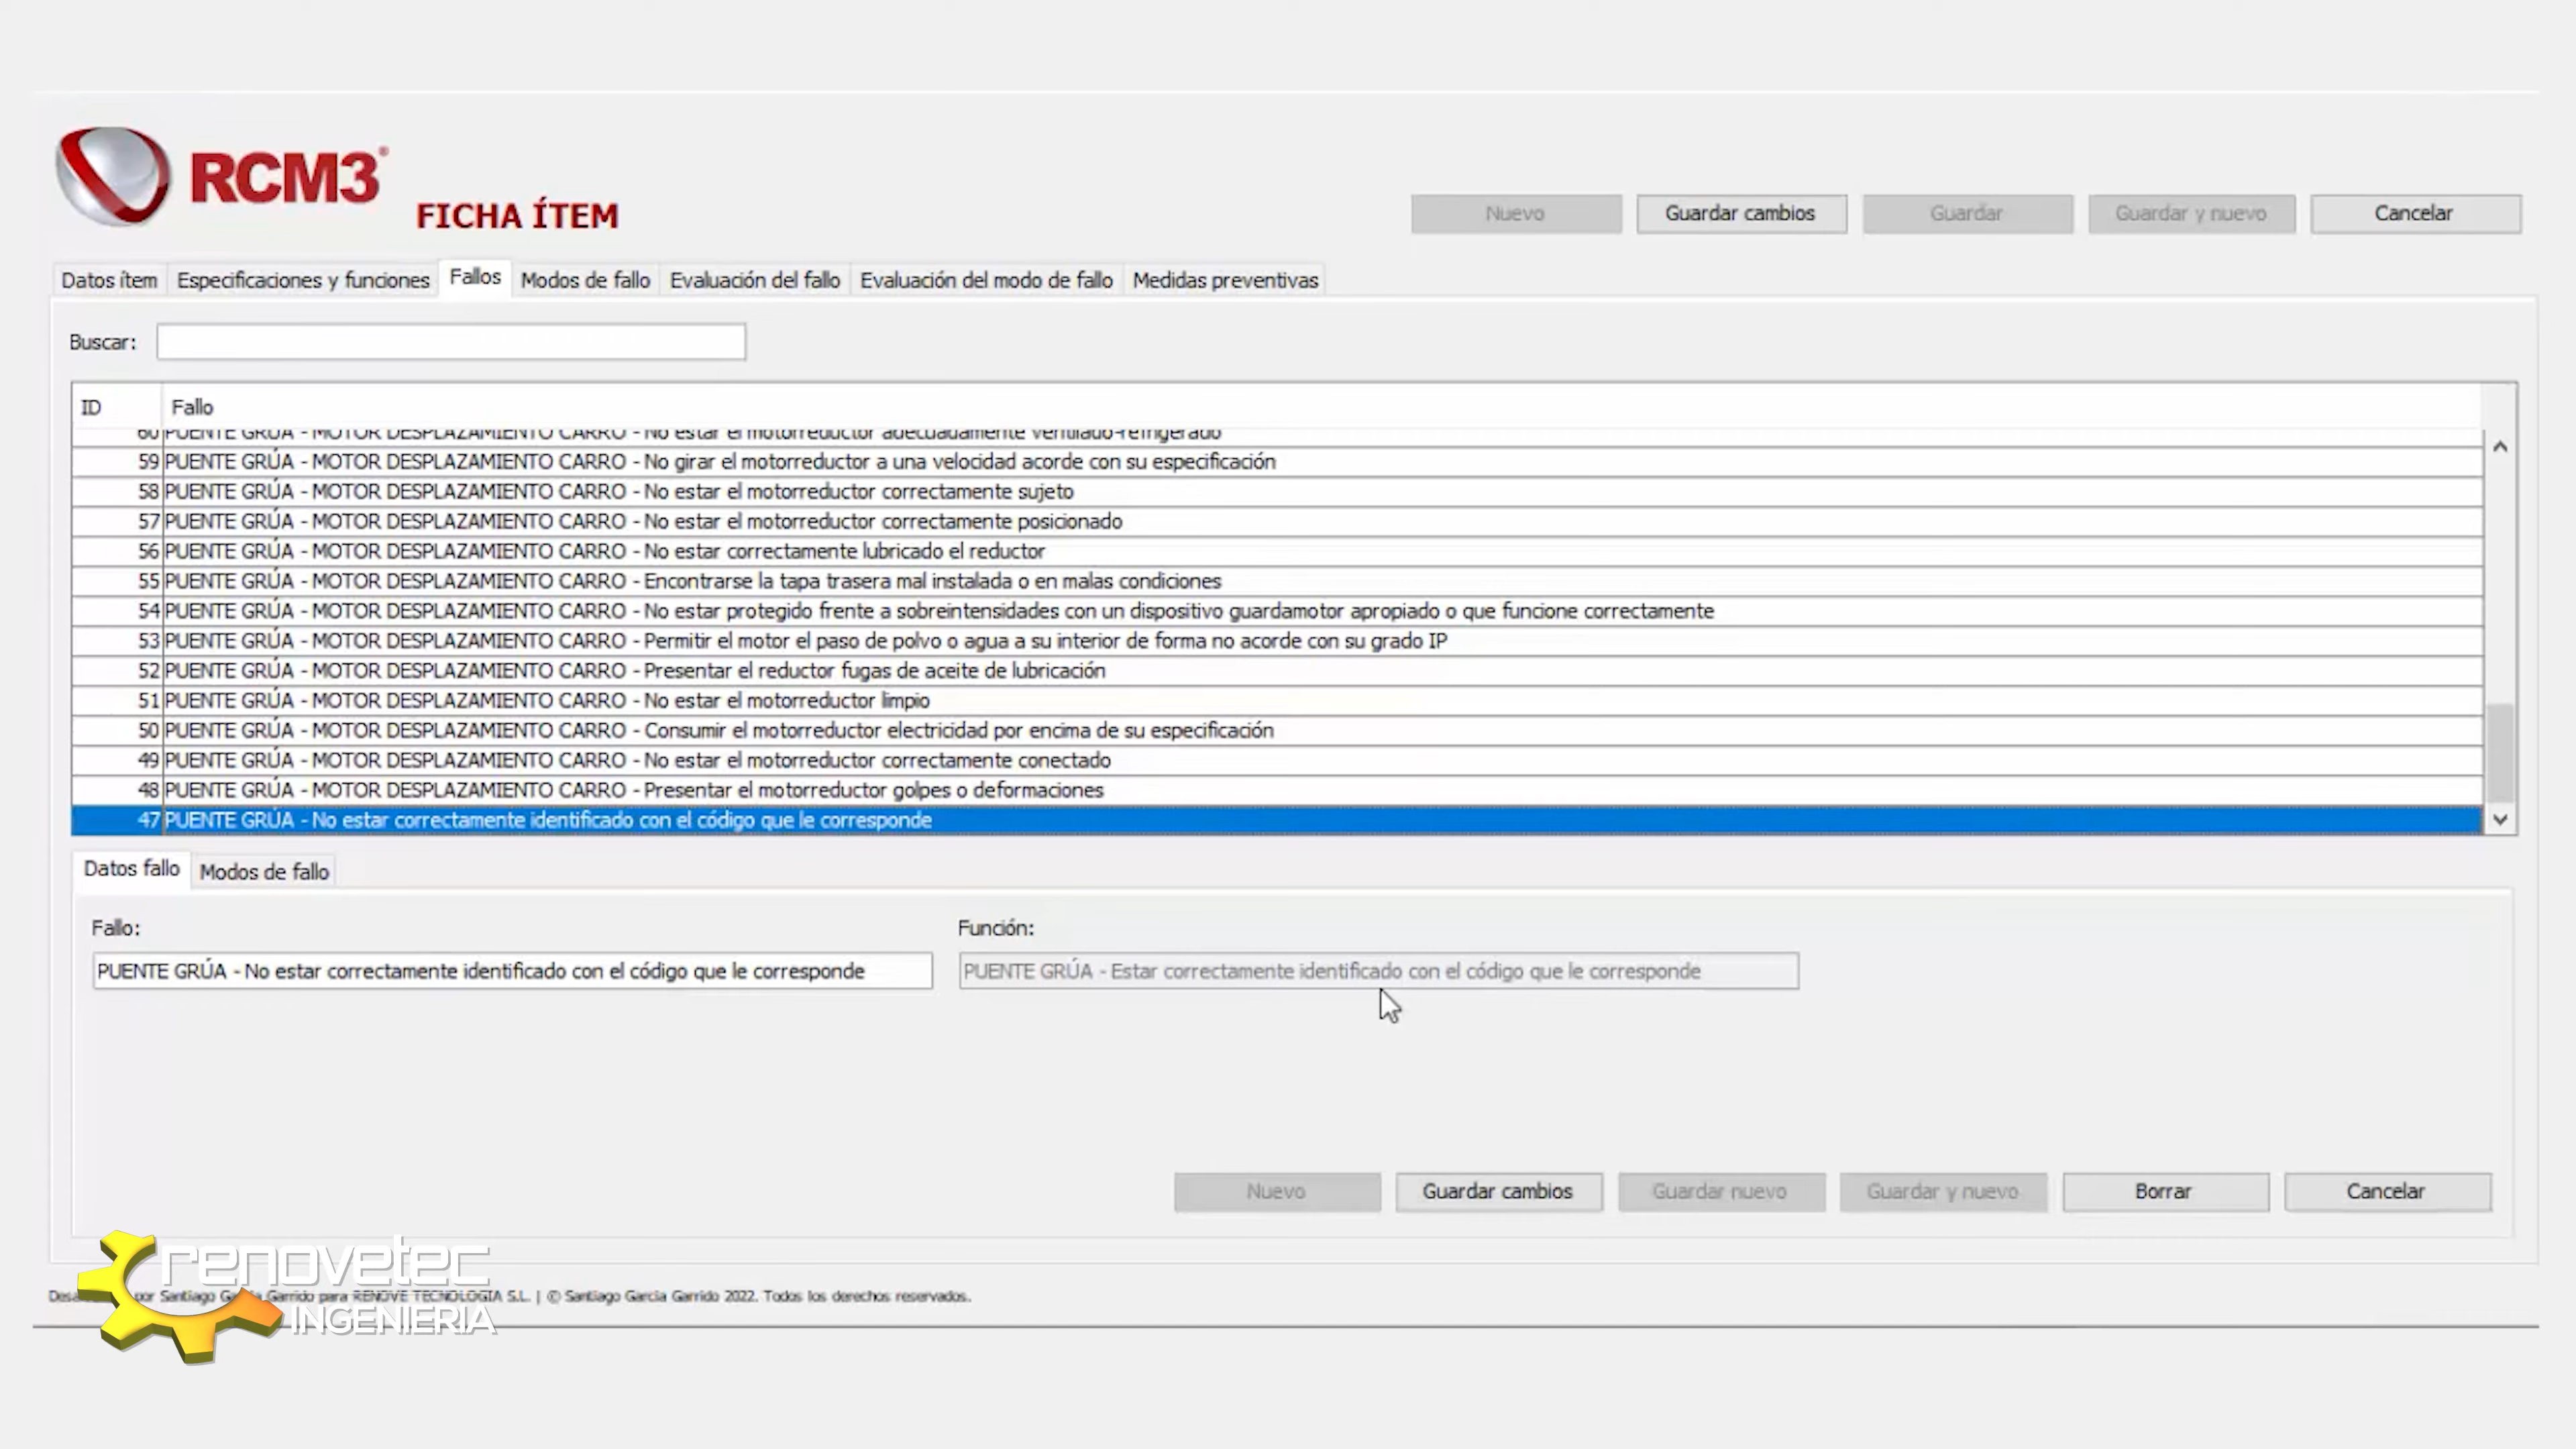 RCM3®
FICHA ÍTEM
Nuevo
Guardar cambios
Guardar
Guardar y nuevo
Cancelar
Datos ítem
Especificaciones y funciones
Fallos
Modos de fallo
Evaluación del fallo
Evaluación del modo de fallo
Medidas preventivas
Buscar:
ID Fallo
60 PUENTE GRÚA - MOTOR DESPLAZAMIENTO CARRO - No estar el motorreductor adecuadamente ventilado-refrigerado
59 PUENTE GRÚA - MOTOR DESPLAZAMIENTO CARRO - No girar el motorreductor a una velocidad acorde con su especificación
58 PUENTE GRÚA - MOTOR DESPLAZAMIENTO CARRO - No estar el motorreductor correctamente sujeto
57 PUENTE GRÚA - MOTOR DESPLAZAMIENTO CARRO - No estar el motorreductor correctamente posicionado
56 PUENTE GRÚA - MOTOR DESPLAZAMIENTO CARRO - No estar correctamente lubricado el reductor
55 PUENTE GRÚA - MOTOR DESPLAZAMIENTO CARRO - Encontrarse la tapa trasera mal instalada o en malas condiciones
54 PUENTE GRÚA - MOTOR DESPLAZAMIENTO CARRO - No estar protegido frente a sobreintensidades con un dispositivo guardamotor apropiado o que funcione correctamente
53 PUENTE GRÚA - MOTOR DESPLAZAMIENTO CARRO - Permitir el motor el paso de polvo o agua a su interior de forma no acorde con su grado IP
52 PUENTE GRÚA - MOTOR DESPLAZAMIENTO CARRO - Presentar el reductor fugas de aceite de lubricación
51 PUENTE GRÚA - MOTOR DESPLAZAMIENTO CARRO - No estar el motorreductor limpio
50 PUENTE GRÚA - MOTOR DESPLAZAMIENTO CARRO - Consumir el motorreductor electricidad por encima de su especificación
49 PUENTE GRÚA - MOTOR DESPLAZAMIENTO CARRO - No estar el motorreductor correctamente conectado
48 PUENTE GRÚA - MOTOR DESPLAZAMIENTO CARRO - Presentar el motorreductor golpes o deformaciones
47 PUENTE GRÚA - No estar correctamente identificado con el código que le corresponde
Datos fallo
Modos de fallo
Fallo:
Función:
PUENTE GRÚA - No estar correctamente identificado con el código que le corresponde
PUENTE GRÚA - Estar correctamente identificado con el código que le corresponde
Nuevo
Guardar cambios
Guardar nuevo
Guardar y nuevo
Borrar
Cancelar
renovetec
INGENIERIA
por Santiago García Garrido para RENOVE TECNOLOGIA S.L. | © Santiago García Garrido 2022. Todos los derechos reservados.